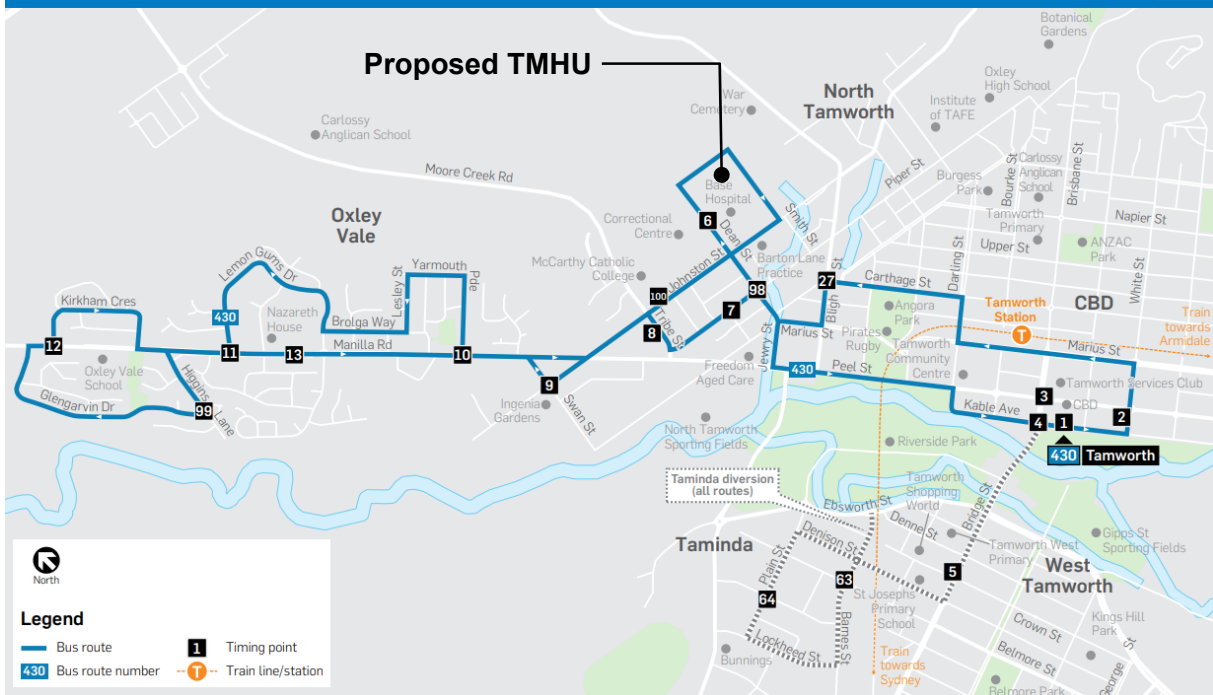 Proposed TMHU
Botanical
Gardens
North
Tamworth
War
Cemetery
Oxley
High School
Institute
of TAFE
Carlossy
Anglican School
Moore Creek Rd
Piper St
Burgess
Park
Bourke St
Carlossy
Anglican
School
Brisbane St
Base
Hospital
Smith St
Tamworth
Primary
Napier St
Oxley
Vale
Correctional
Centre
6
Dean St
Upper St
ANZAC
Park
Barton Lane
Practice
Lemon Gums Dr
Lesley St
Yarmouth
Pde
McCarthy Catholic
College
Johnston St
Darling St
White St
27
Carthage St
98
100
Bligh St
Kirkham Cres
430
Nazareth
House
Brolga Way
7
8
Tribe St
Angora
Park
Tamworth
Station
T
CBD
Train
towards
Armidale
Marius St
Jewry St
Pirates
Rugby
Marius St
12
11
13
Manilla Rd
10
Tamworth
Community
Centre
Oxley Vale
School
Freedom
Aged Care
430
Peel St
Higgins Lane
9
Tamworth Services Club
3
CBD
Glengarvin Dr
99
Ingenia
Gardens
Swan St
Kable Ave
4
1
2
North Tamworth
Sporting Fields
Riverside Park
430
Tamworth
Taminda diversion
(all routes)
Tamworth
Shopping
World
Ebsworth St
Bridge St
Denne St
Taminda
Denison St
Tamworth West
Primary
Gipps St
Sporting Fields
Plain St
63
5
West
Tamworth
64
St Josephs
Primary
School
Barnes St
Kings Hill
Park
Crown St
Lockheed St
Bunnings
Train
towards
Sydney
Belmore St
George St
Belmore Park
North
Legend
Bus route
1
Timing point
430
Bus route number
T
Train line/station